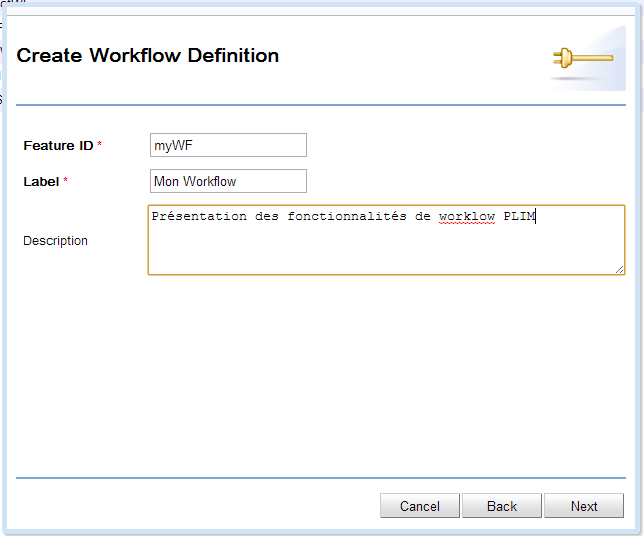 Create Workflow Definition
Feature ID *
myWF
Label *
Mon Workflow
Description
Présentation des fonctionnalités de worklow PLIM
Cancel
Back
Next